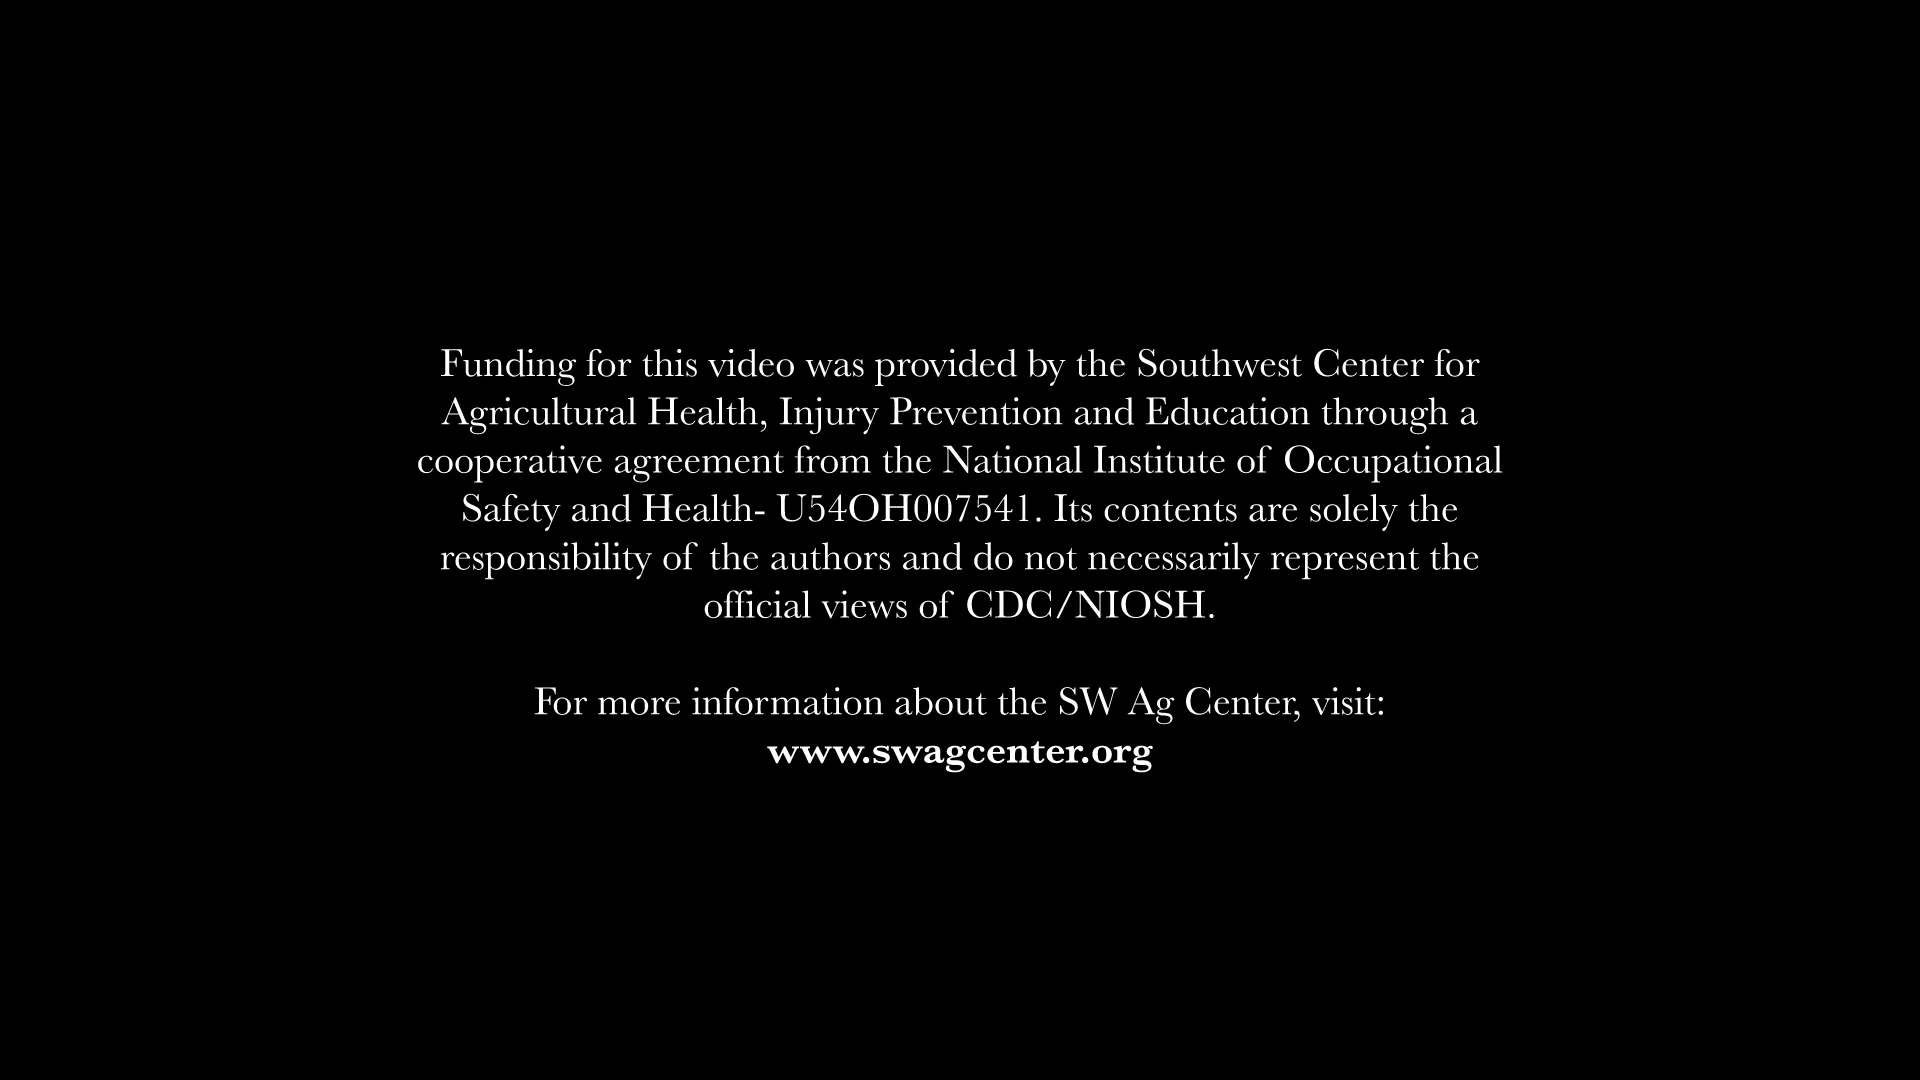 Funding for this video was provided by the Southwest Center for
Agricultural Health, Injury Prevention and Education through a
cooperative agreement from the National Institute of Occupational
Safety and Health- U54OH007541. Its contents are solely the
responsibility of the authors and do not necessarily represent the
official views of CDC/NIOSH.
For more information about the SW Ag Center, visit:
www.swagcenter.org